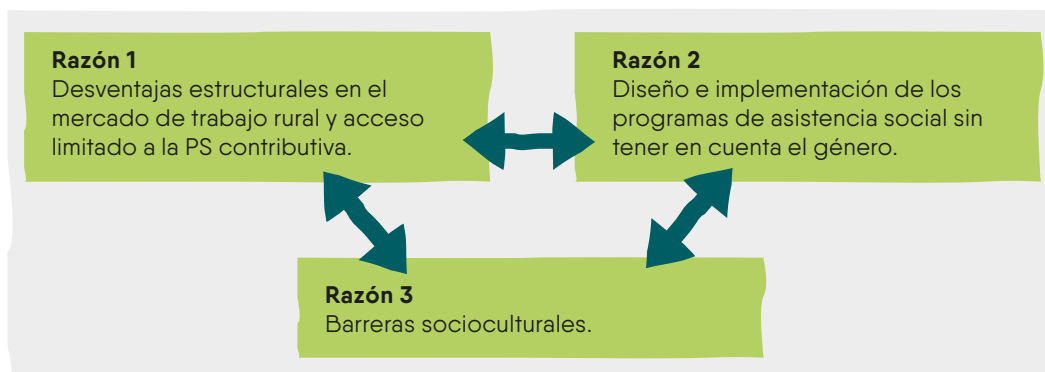 Razón 1
Desventajas estructurales en el
mercado de trabajo rural y acceso
limitado a la PS contributiva.
Razón 2
Diseño e implementación de los
programas de asistencia social sin
tener en cuenta el género.
Razón 3
Barreras socioculturales.